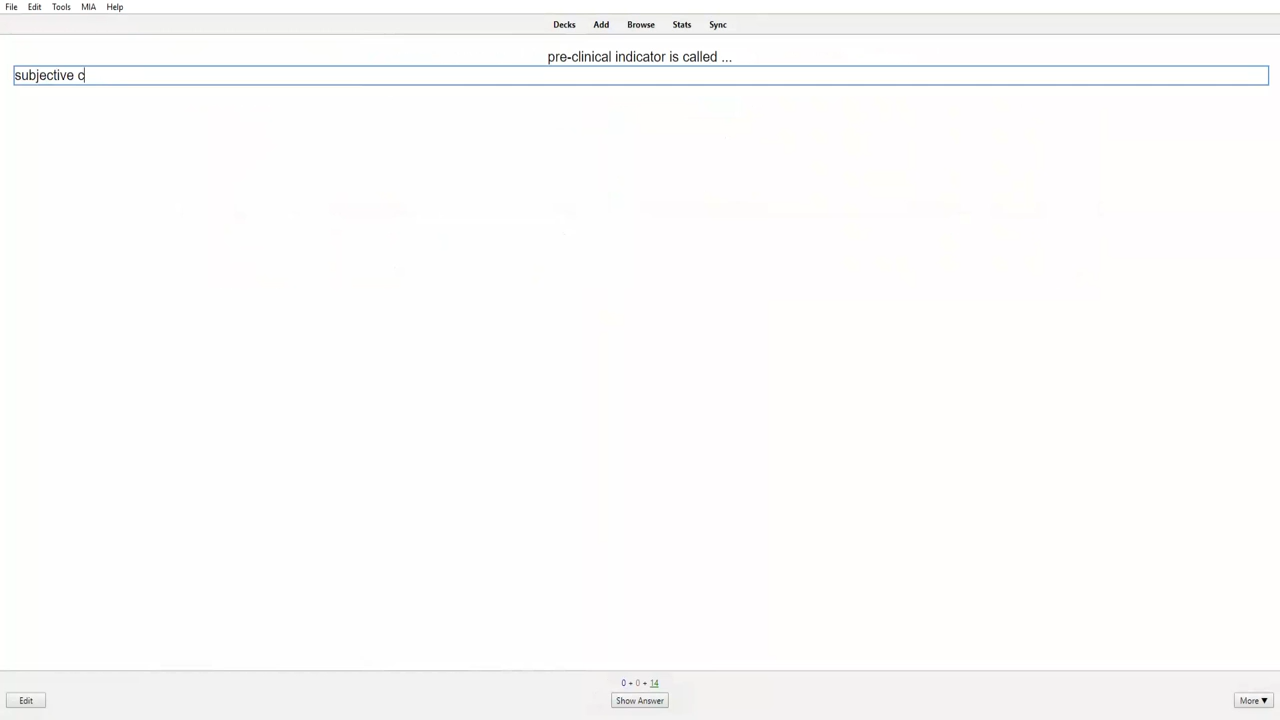 File Edit Tools MIA Help
Decks Add Browse Stats Sync
pre-clinical indicator is called ...
subjective c
0 + 0 + 14
Edit Show Answer More ▼